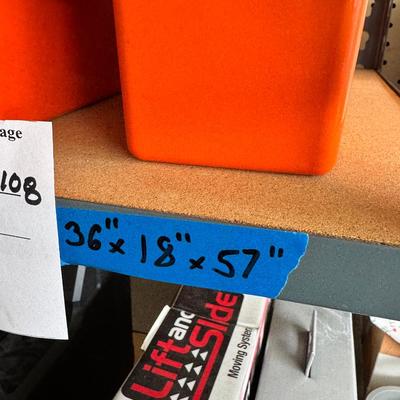 age
108
36" x 18" x 57"
Lift and
Slide
Moving System